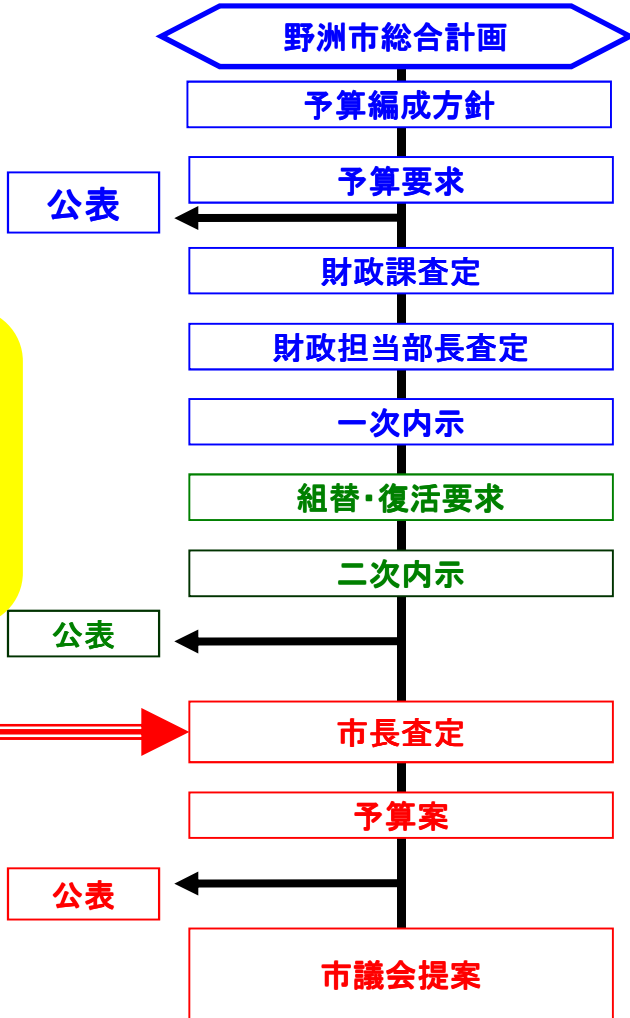 野洲市総合計画
予算編成方針
予算要求
公表
財政課査定
財政担当部長査定
一次内示
組替・復活要求
二次内示
公表
市長査定
予算案
公表
市議会提案